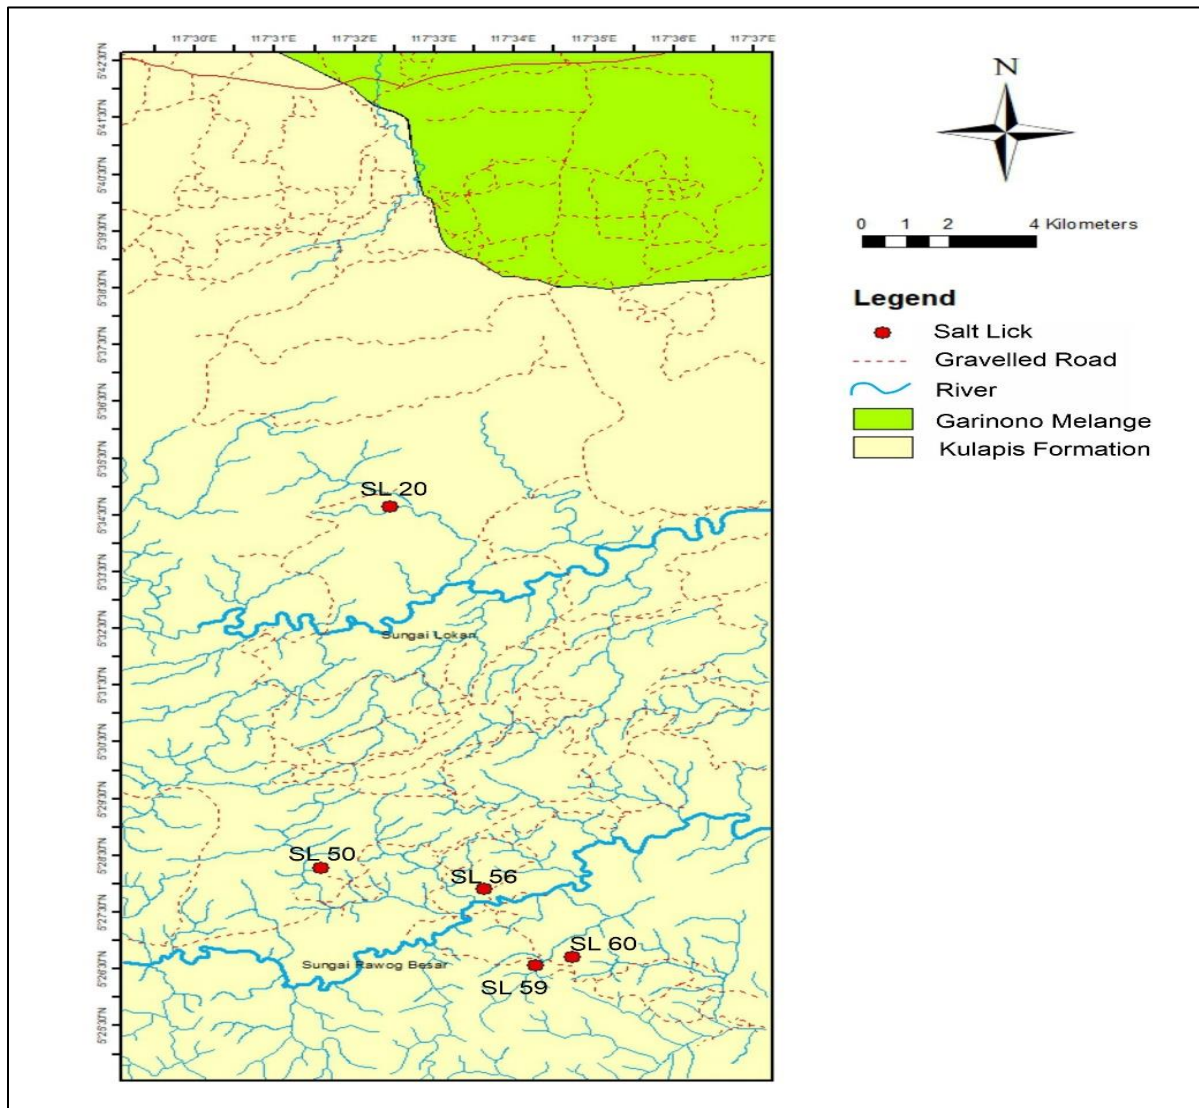 117°30'E 117°31'E 117°32'E 117°33'E 117°34'E 117°35'E 117°36'E 117°37'E
N
0 1 2 4 Kilometers
Legend
Salt Lick
Gravelled Road
River
Garinono Melange
Kulapis Formation
SL 20
Sungai Lokan
SL 50
SL 56
SL 60
Sungai Rawog Besar
SL 59